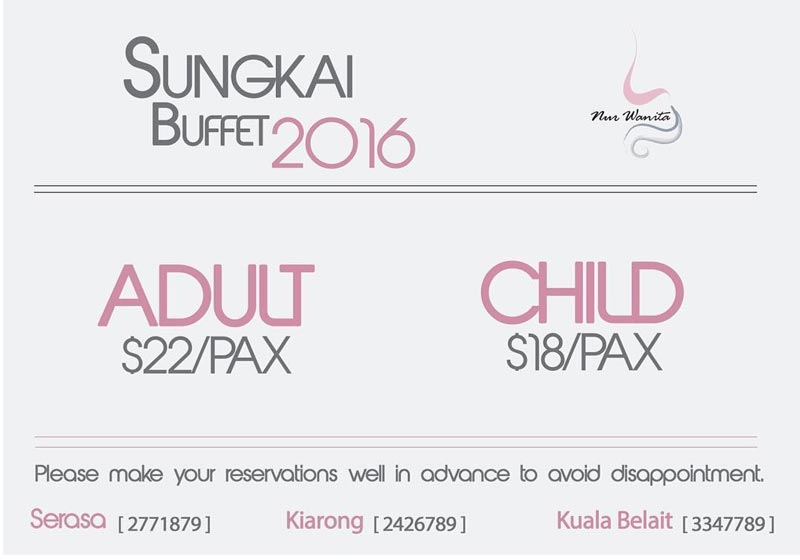 SUNGKAI
BUFFET 2016
Nur Wanita
ADULT
$22/PAX
CHILD
$18/PAX
Please make your reservations well in advance to avoid disappointment.
Serasa [ 2771879 ] Kiarong [ 2426789 ] Kuala Belait [ 3347789 ]